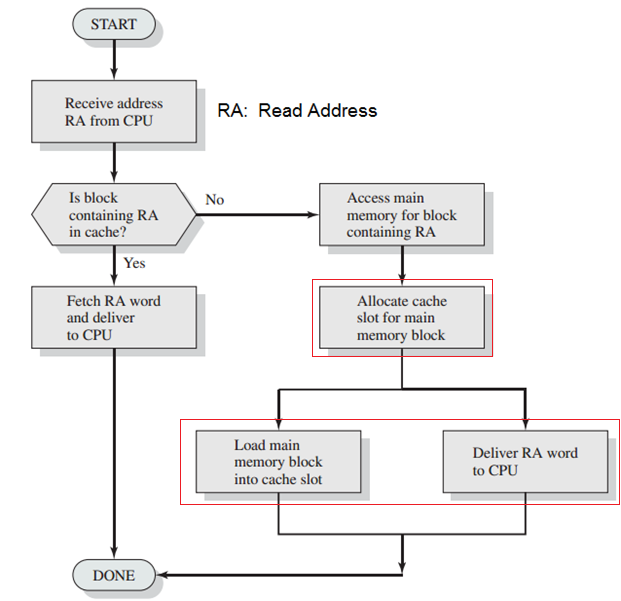 START
Receive address
RA from CPU
RA:  Read Address
Is block
containing RA
in cache?
No
Access main
memory for block
containing RA
Yes
Fetch RA word
and deliver
to CPU
Allocate cache
slot for main
memory block
Load main
memory block
into cache slot
Deliver RA word
to CPU
DONE